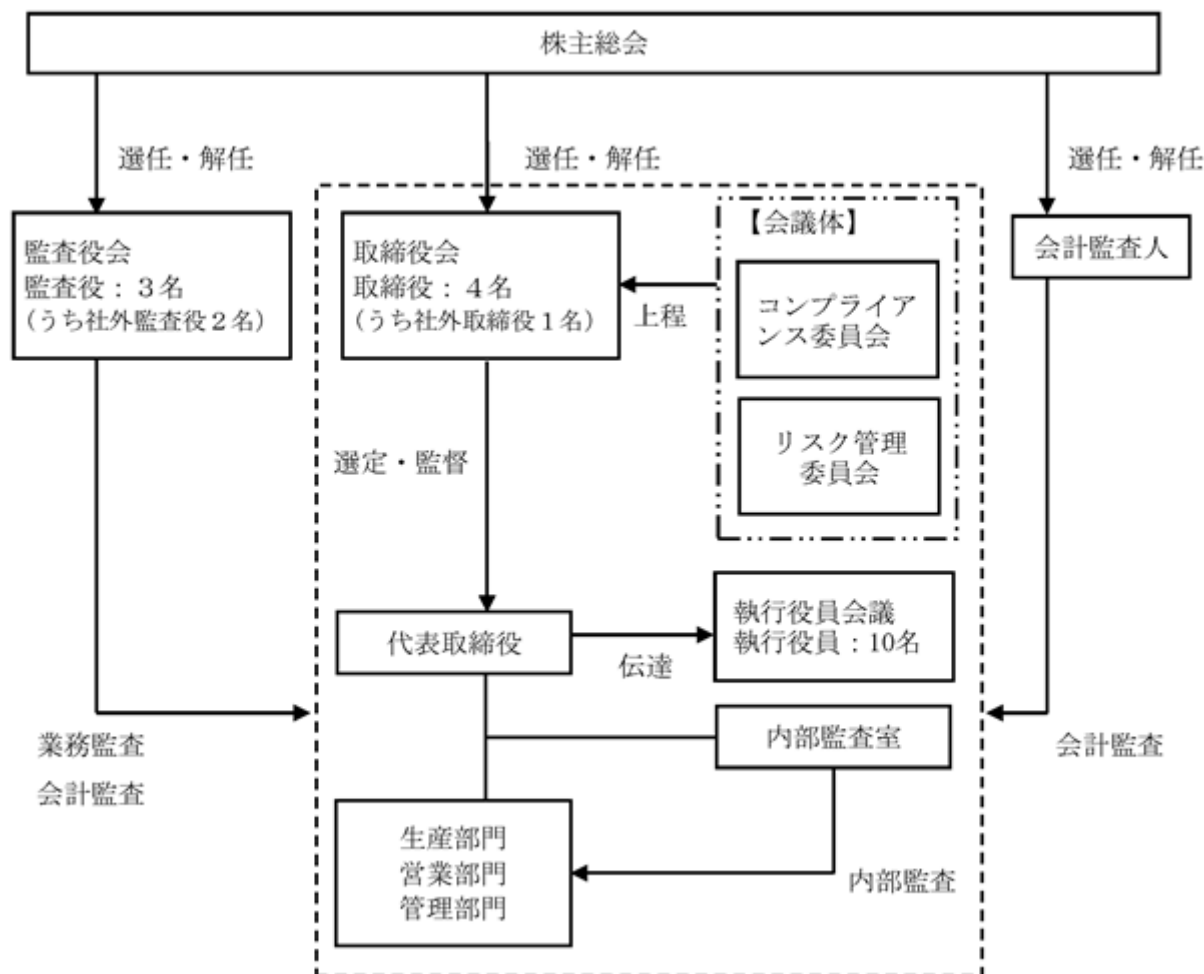 株主総会
選任・解任
選任・解任
選任・解任
監査役会
監査役：３名
（うち社外監査役２名）
取締役会
取締役：４名
（うち社外取締役１名）
上程
【会議体】
コンプライア
ンス委員会
リスク管理
委員会
会計監査人
選定・監督
代表取締役
伝達
執行役員会議
執行役員：10名
業務監査
会計監査
内部監査室
会計監査
生産部門
営業部門
管理部門
内部監査